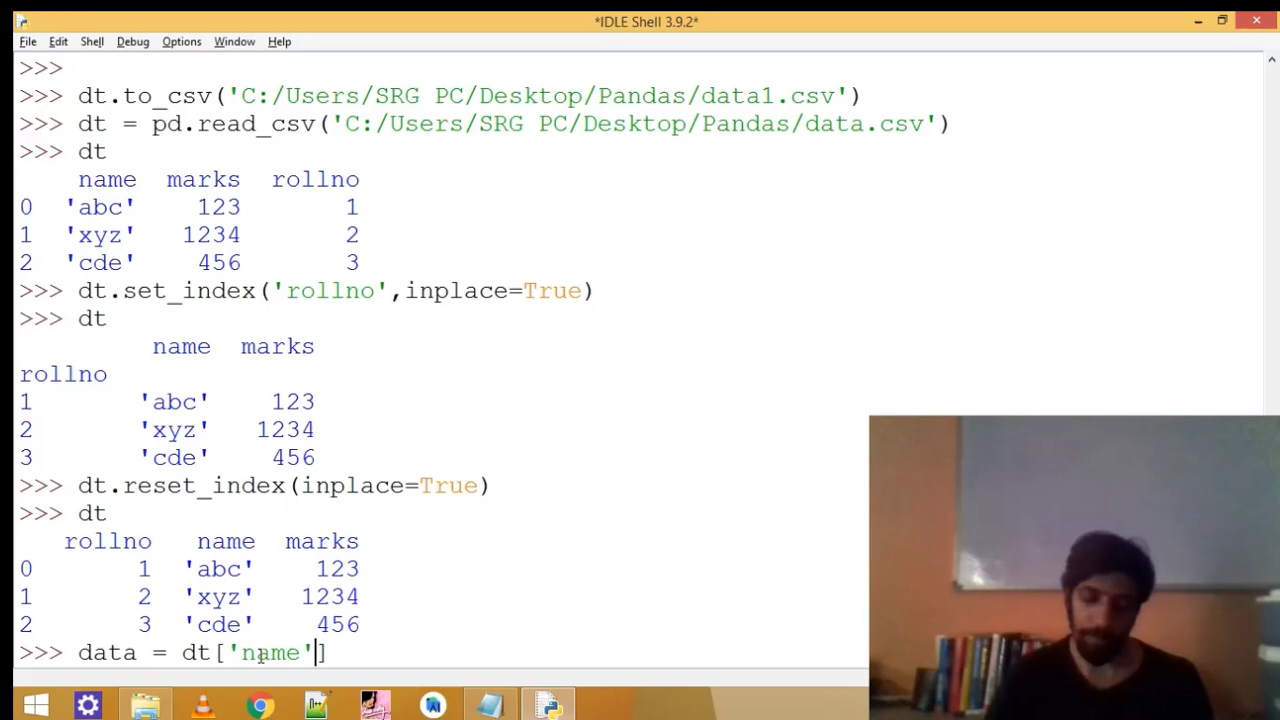 *IDLE Shell 3.9.2*
File Edit Shell Debug Options Window Help
>>>
>>> dt.to_csv('C:/Users/SRG PC/Desktop/Pandas/data1.csv')
>>> dt = pd.read_csv('C:/Users/SRG PC/Desktop/Pandas/data.csv')
>>> dt
name marks rollno
0 'abc' 123 1
1 'xyz' 1234 2
2 'cde' 456 3
>>> dt.set_index('rollno',inplace=True)
>>> dt
name marks
rollno
1 'abc' 123
2 'xyz' 1234
3 'cde' 456
>>> dt.reset_index(inplace=True)
>>> dt
rollno name marks
0 1 'abc' 123
1 2 'xyz' 1234
2 3 'cde' 456
>>> data = dt['name']